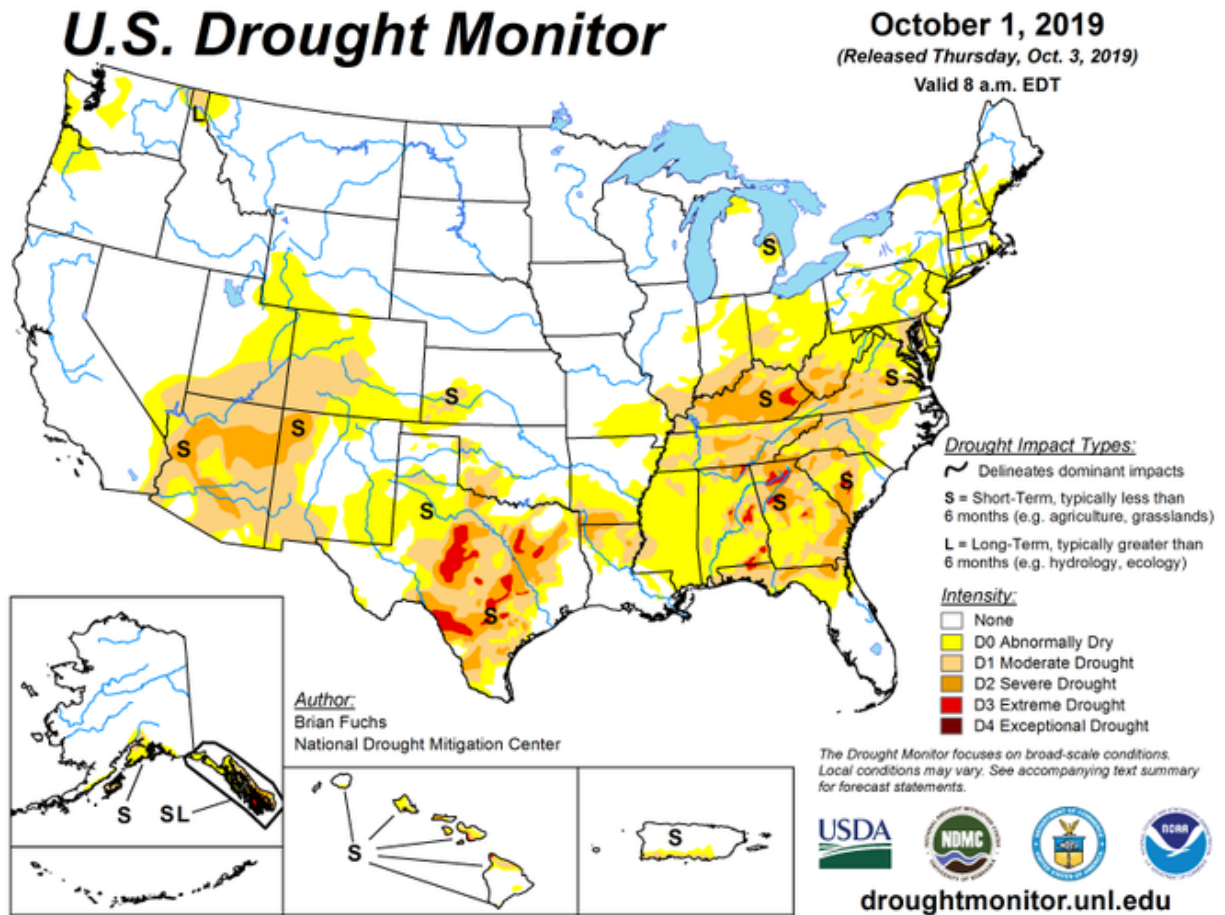 U.S. Drought Monitor
October 1, 2019
(Released Thursday, Oct. 3, 2019)
Valid 8 a.m. EDT
L
S
S
S
S
S
S
S
S
S
S
S
Drought Impact Types:
Delineates dominant impacts
S = Short-Term, typically less than
6 months (e.g. agriculture, grasslands)
L = Long-Term, typically greater than
6 months (e.g. hydrology, ecology)
Intensity:
None
D0 Abnormally Dry
D1 Moderate Drought
D2 Severe Drought
D3 Extreme Drought
D4 Exceptional Drought
Author:
Brian Fuchs
National Drought Mitigation Center
S
SL
S
S
The Drought Monitor focuses on broad-scale conditions.
Local conditions may vary. See accompanying text summary
for forecast statements.
USDA
NDMC
NOAA
droughtmonitor.unl.edu